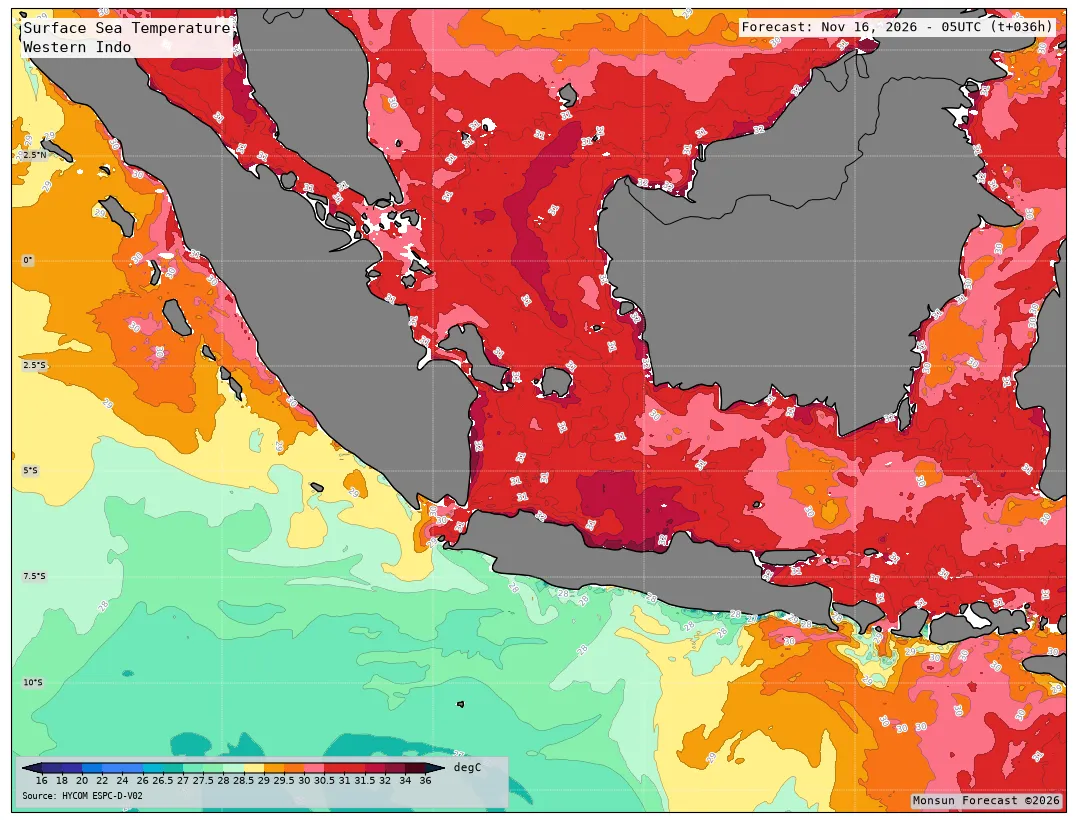 Surface Sea Temperature
Western Indo
Forecast: Nov 16, 2026 - 05UTC (t+036h)
2.5°N
0°
2.5°S
5°S
7.5°S
10°S
degC
16 18 20 22 24 26 26.5 27 27.5 28 28.5 29 29.5 30 30.5 31 31.5 32 34 36
Source: HYCOM ESPC-D-V02
Monsun Forecast ©2026